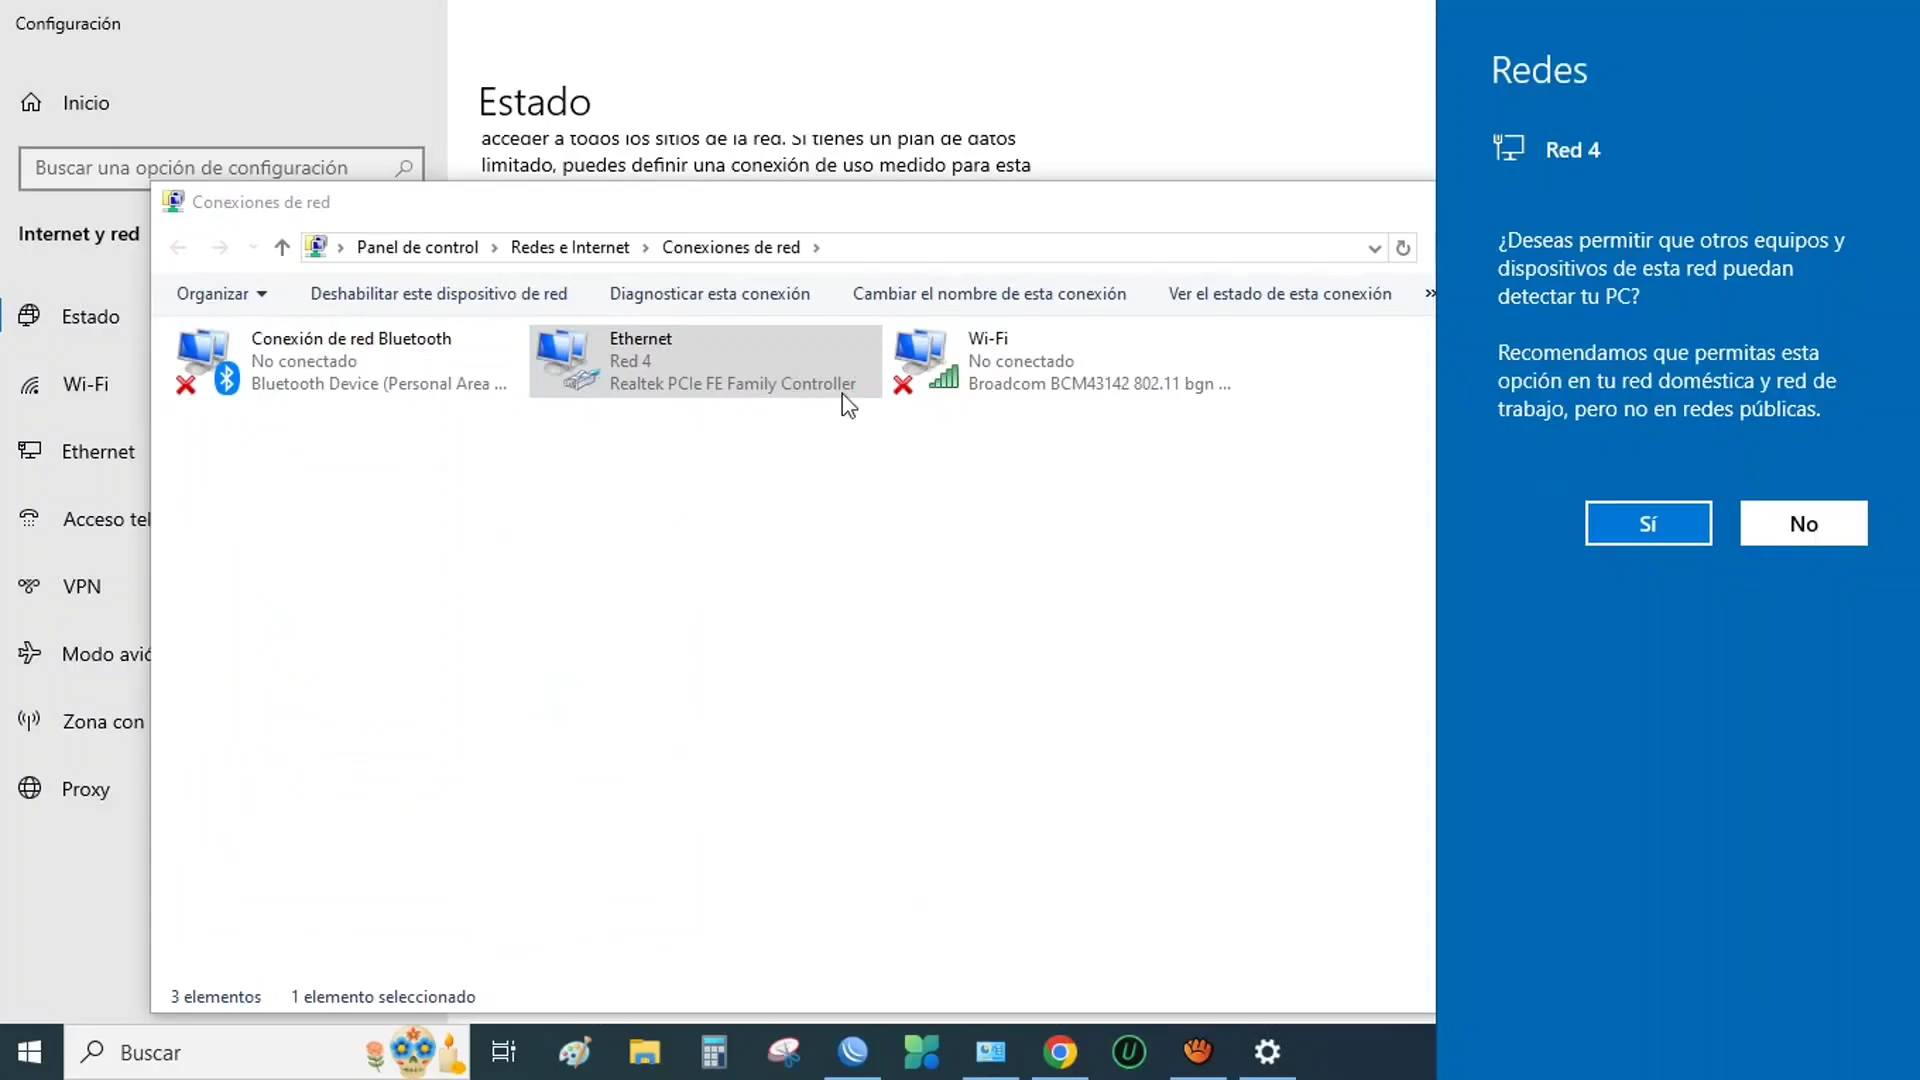 Configuración
Inicio
Buscar una opción de configuración
Internet y red
Estado
Wi-Fi
Ethernet
Acceso tel
VPN
Modo avió
Zona con
Proxy
Estado
acceder a todos los sitios de la red. Si tienes un plan de datos
limitado, puedes definir una conexión de uso medido para esta
Conexiones de red
Panel de control > Redes e Internet > Conexiones de red >
Organizar Deshabilitar este dispositivo de red Diagnosticar esta conexión Cambiar el nombre de esta conexión Ver el estado de esta conexión »
Conexión de red Bluetooth
No conectado
Bluetooth Device (Personal Area ...
Ethernet
Red 4
Realtek PCIe FE Family Controller
Wi-Fi
No conectado
Broadcom BCM43142 802.11 bgn ...
3 elementos 1 elemento seleccionado
Redes
Red 4
¿Deseas permitir que otros equipos y
dispositivos de esta red puedan
detectar tu PC?
Recomendamos que permitas esta
opción en tu red doméstica y red de
trabajo, pero no en redes públicas.
Sí No
Buscar